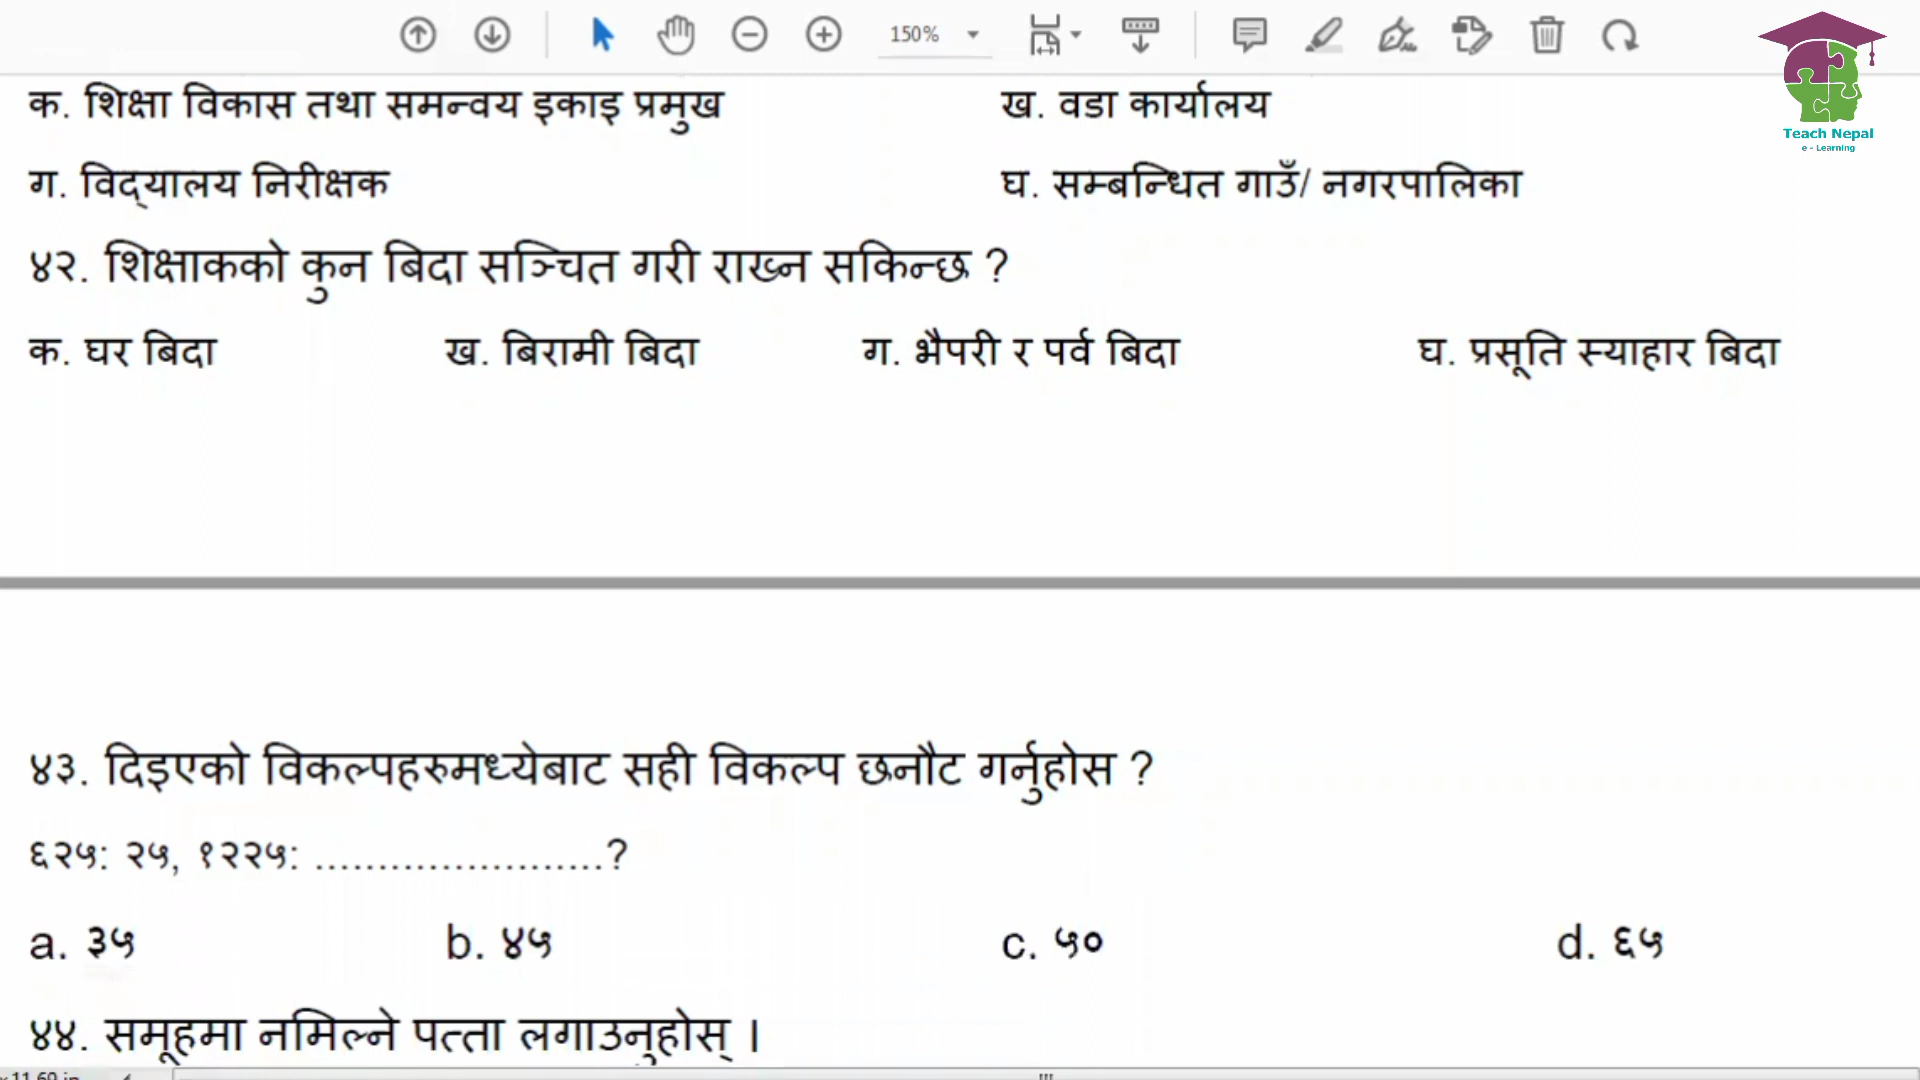 150%
Teach Nepal
e - Learning
क. शिक्षा विकास तथा समन्वय इकाइ प्रमुख ख. वडा कार्यालय
ग. विद्‌यालय निरीक्षक घ. सम्बन्धित गाउँ/ नगरपालिका
४२. शिक्षाकको कुन बिदा सञ्चित गरी राख्न सकिन्छ ?
क. घर बिदा ख. बिरामी बिदा ग. भैपरी र पर्व बिदा घ. प्रसूति स्याहार बिदा
४३. दिइएको विकल्पहरुमध्येबाट सही विकल्प छनौट गर्नुहोस ?
६२५: २५, १२२५: .......................?
a. ३५ b. ४५ c. ५० d. ६५
४४. समूहमा नमिल्ने पत्ता लगाउनुहोस् ।